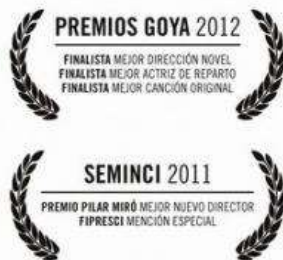 PREMIOS GOYA 2012
FINALISTA MEJOR DIRECCIÓN NOVEL
FINALISTA MEJOR ACTRIZ DE REPARTO
FINALISTA MEJOR CANCIÓN ORIGINAL
SEMINCI 2011
PREMIO PILAR MIRÓ MEJOR NUEVO DIRECTOR
FIPRESCI MENCIÓN ESPECIAL